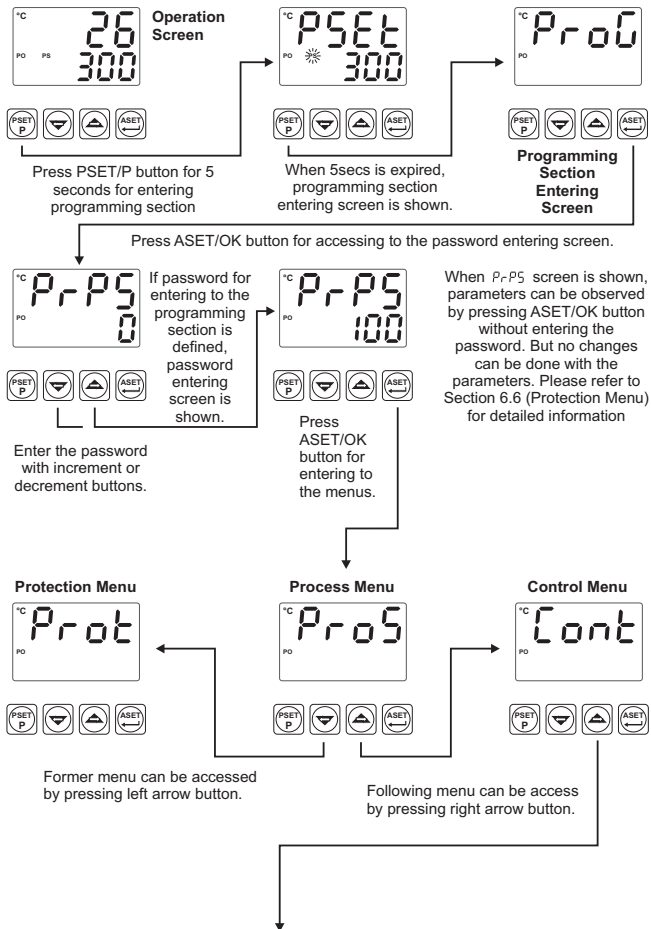 °C
26
PO PS
300
Operation
Screen
°C
PSEt
PO PS
300
°C
ProG
PO
PSET
P
ASET
PSET
P
ASET
PSET
P
ASET
Press PSET/P button for 5
seconds for entering
programming section
When 5secs is expired,
programming section
entering screen is shown.
Programming
Section
Entering
Screen
Press ASET/OK button for accessing to the password entering screen.
°C
PrPS
PO
0
If password for
entering to the
programming
section is
defined,
password
entering
screen is
shown.
°C
PrPS
PO
100
When PrPS screen is shown,
parameters can be observed
by pressing ASET/OK button
without entering the
password. But no changes
can be done with the
parameters. Please refer to
Section 6.6 (Protection Menu)
for detailed information
PSET
P
ASET
PSET
P
ASET
Enter the password
with increment or
decrement buttons.
Press
ASET/OK
button for
entering to
the menus.
Protection Menu
°C
Prot
PO
Process Menu
°C
ProS
PO
Control Menu
°C
Cont
PO
PSET
P
ASET
PSET
P
ASET
PSET
P
ASET
Former menu can be accessed
by pressing left arrow button.
Following menu can be access
by pressing right arrow button.